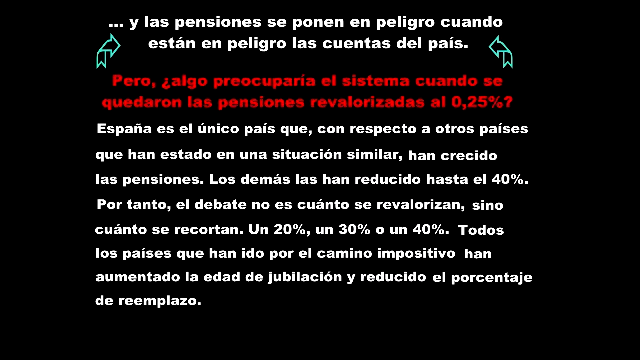 ... y las pensiones se ponen en peligro cuando
están en peligro las cuentas del país.
Pero, ¿algo preocuparía el sistema cuando se
quedaron las pensiones revalorizadas al 0,25%?
España es el único país que, con respecto a otros países
que han estado en una situación similar, han crecido
las pensiones. Los demás las han reducido hasta el 40%.
Por tanto, el debate no es cuánto se revalorizan, sino
cuánto se recortan. Un 20%, un 30% o un 40%. Todos
los países que han ido por el camino impositivo han
aumentado la edad de jubilación y reducido el porcentaje
de reemplazo.